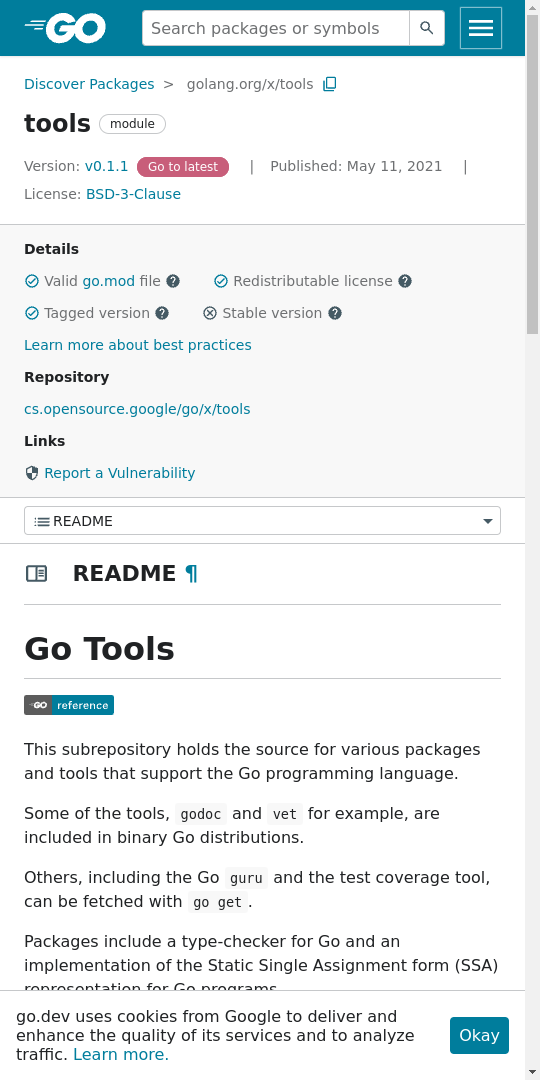 GO
Search packages or symbols
Discover Packages > golang.org/x/tools
tools module
Version: v0.1.1 Go to latest | Published: May 11, 2021 |
License: BSD-3-Clause
Details
Valid go.mod file Redistributable license
Tagged version Stable version
Learn more about best practices
Repository
cs.opensource.google/go/x/tools
Links
Report a Vulnerability
README
README ¶
Go Tools
GO reference
This subrepository holds the source for various packages
and tools that support the Go programming language.
Some of the tools, godoc and vet for example, are
included in binary Go distributions.
Others, including the Go guru and the test coverage tool,
can be fetched with go get.
Packages include a type-checker for Go and an
implementation of the Static Single Assignment form (SSA)
representation for Go programs.
go.dev uses cookies from Google to deliver and
enhance the quality of its services and to analyze
traffic. Learn more.
Okay